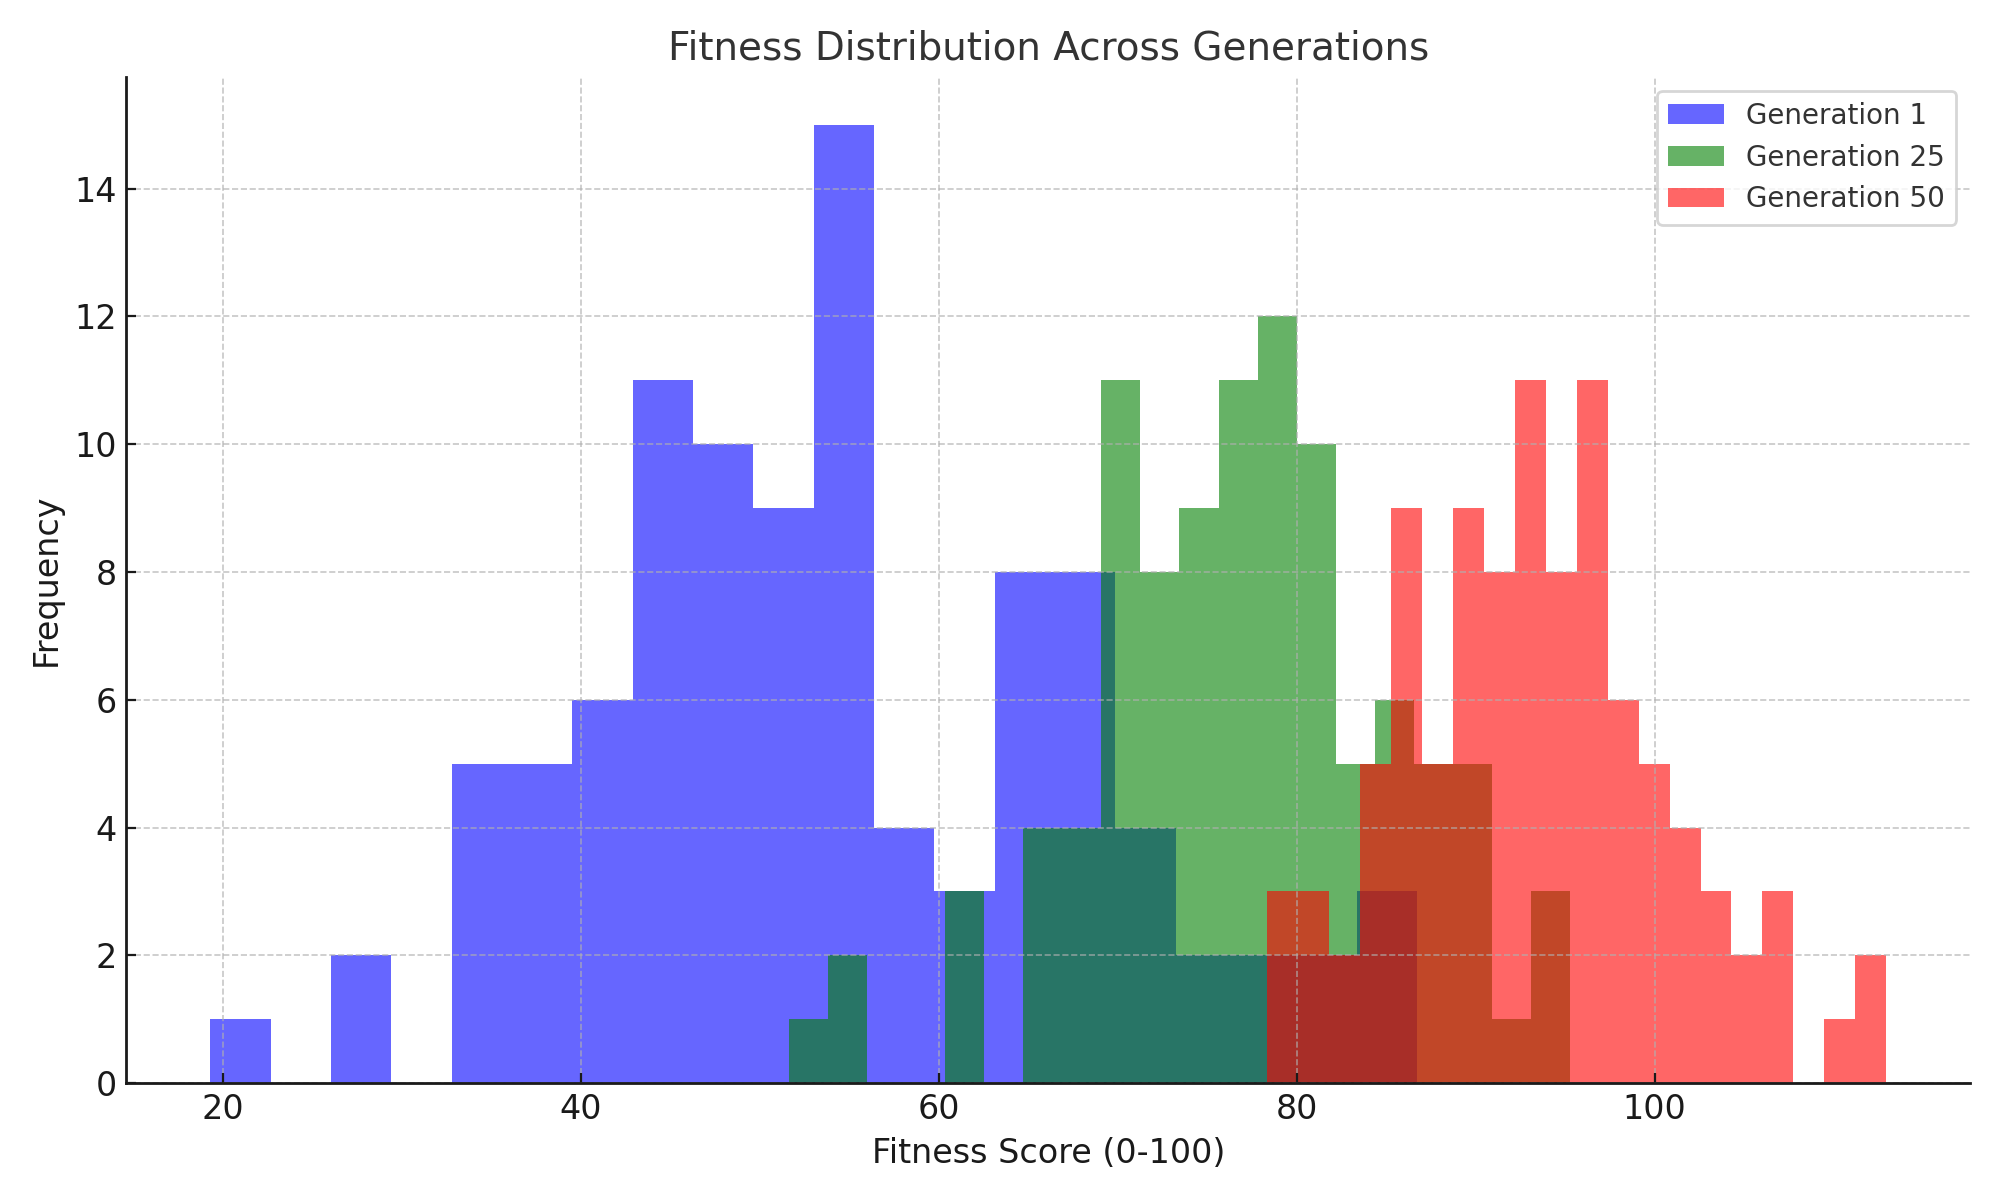 Fitness Distribution Across Generations
Generation 1
Generation 25
Generation 50
Frequency
14
12
10
8
6
4
2
0
20 40 60 80 100
Fitness Score (0-100)